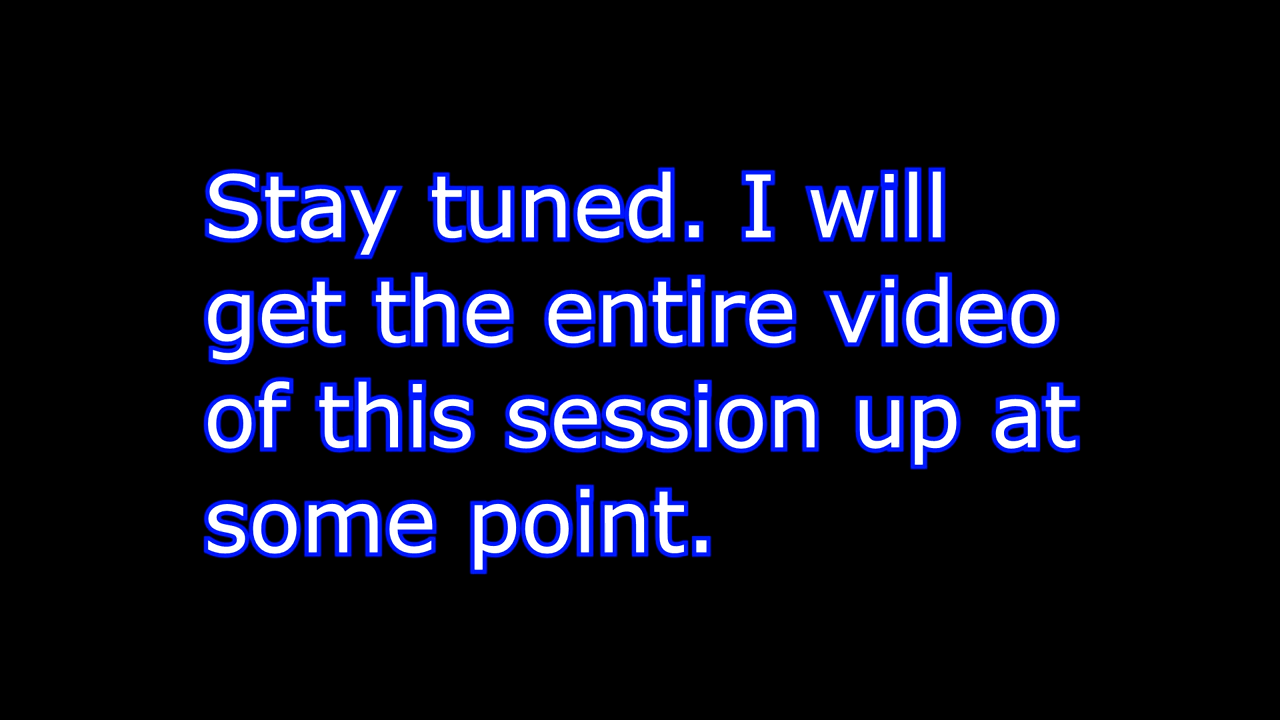 Stay tuned. I will
get the entire video
of this session up at
some point.